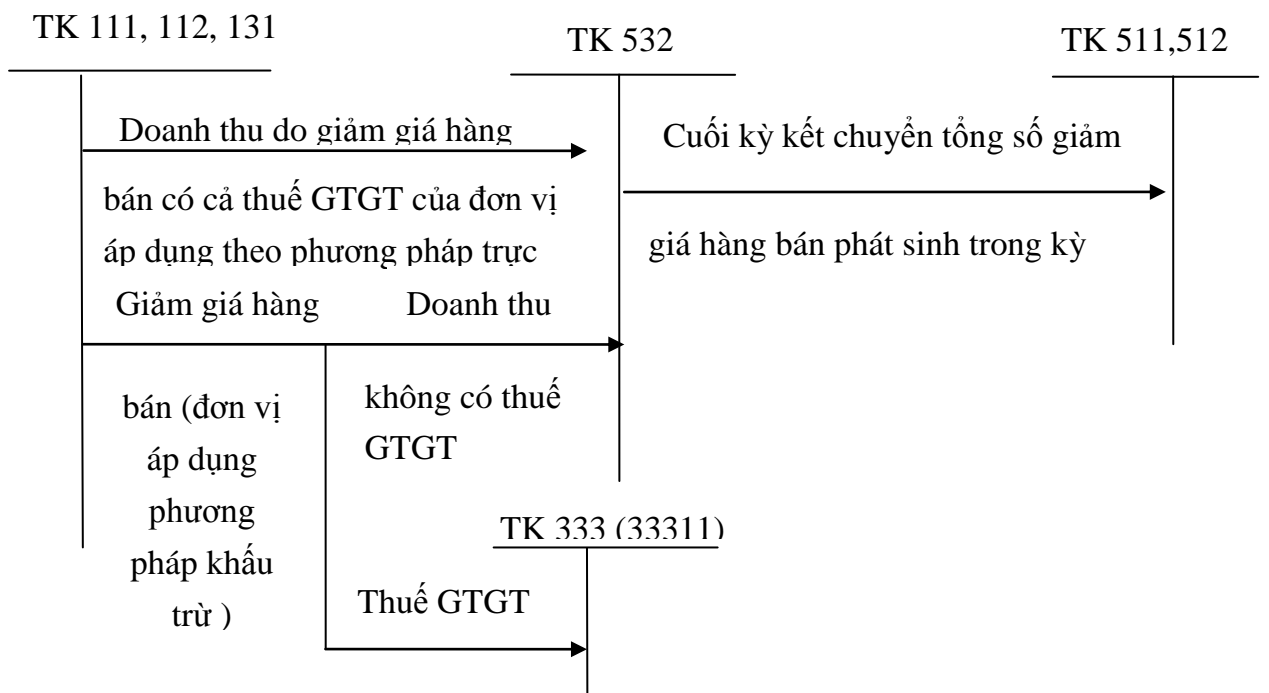 TK 111, 112, 131
TK 532
TK 511,512
Doanh thu do giảm giá hàng
bán có cả thuế GTGT của đơn vị
áp dụng theo phương pháp trực
Cuối kỳ kết chuyển tổng số giảm
giá hàng bán phát sinh trong kỳ
Giảm giá hàng
Doanh thu
bán (đơn vị
áp dụng
phương
pháp khấu
trừ )
không có thuế
GTGT
TK 333 (33311)
Thuế GTGT